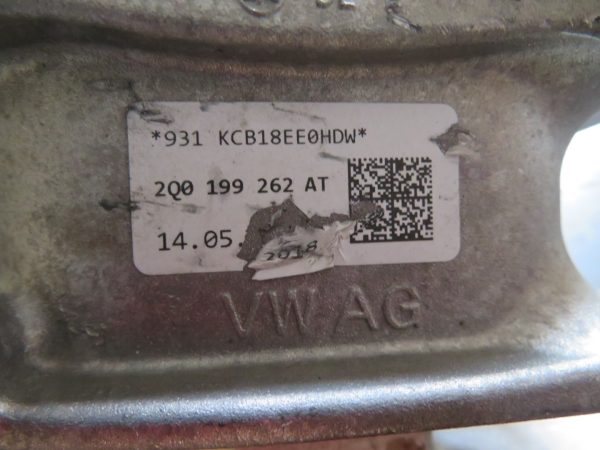 *931 KCB18EE0HDW*
2Q0 199 262 AT
14.05.
2018
VW AG